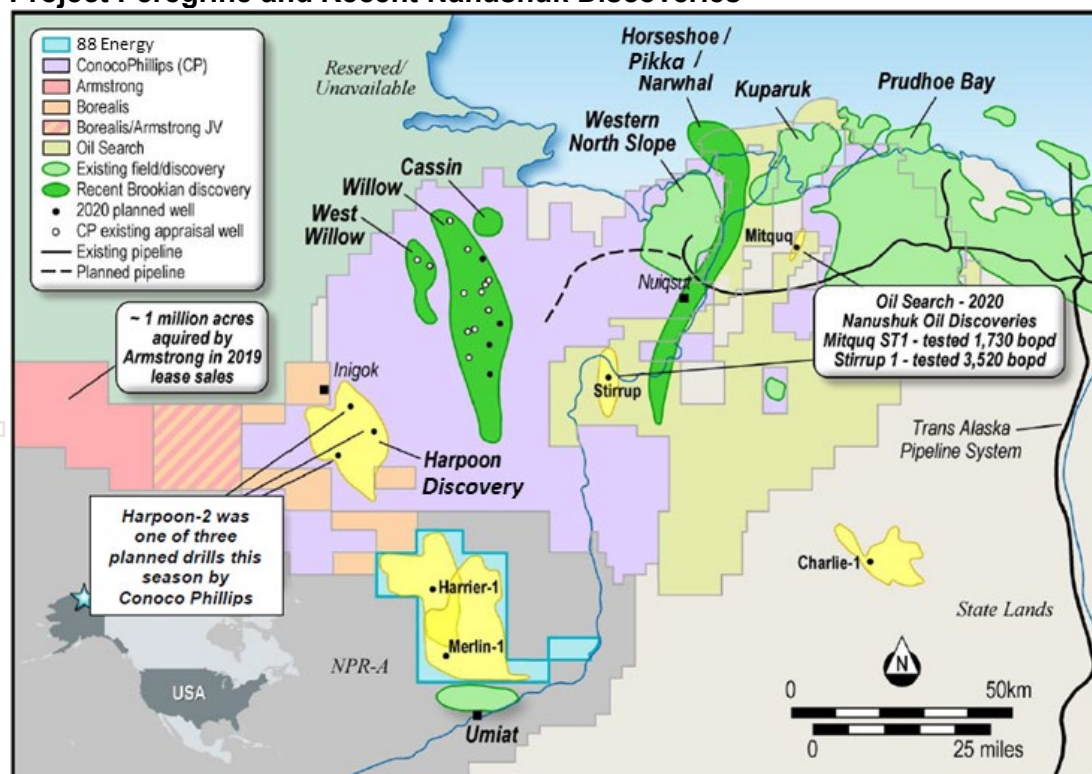 Project Peregrine and Recent Nanushuk Discoveries
88 Energy
ConocoPhillips (CP)
Armstrong
Borealis
Borealis/Armstrong JV
Oil Search
Existing field/discovery
Recent Brookian discovery
2020 planned well
CP existing appraisal well
Existing pipeline
Planned pipeline
Reserved/
Unavailable
Horseshoe /
Pikka /
Narwhal
Kuparuk
Prudhoe Bay
Western
North Slope
Cassin
Willow
West
Willow
Mitquq
Nuiqsut
Oil Search - 2020
Nanushuk Oil Discoveries
Mitquq ST1 - tested 1,730 bopd
Stirrup 1 - tested 3,520 bopd
~ 1 million acres
aquired by
Armstrong in 2019
lease sales
Inigok
Stirrup
Trans Alaska
Pipeline System
Harpoon
Discovery
Harpoon-2 was
one of three
planned drills this
season by
Conoco Phillips
Charlie-1
Harrier-1
State Lands
Merlin-1
NPR-A
N
USA
Umiat
0 50km
0 25 miles